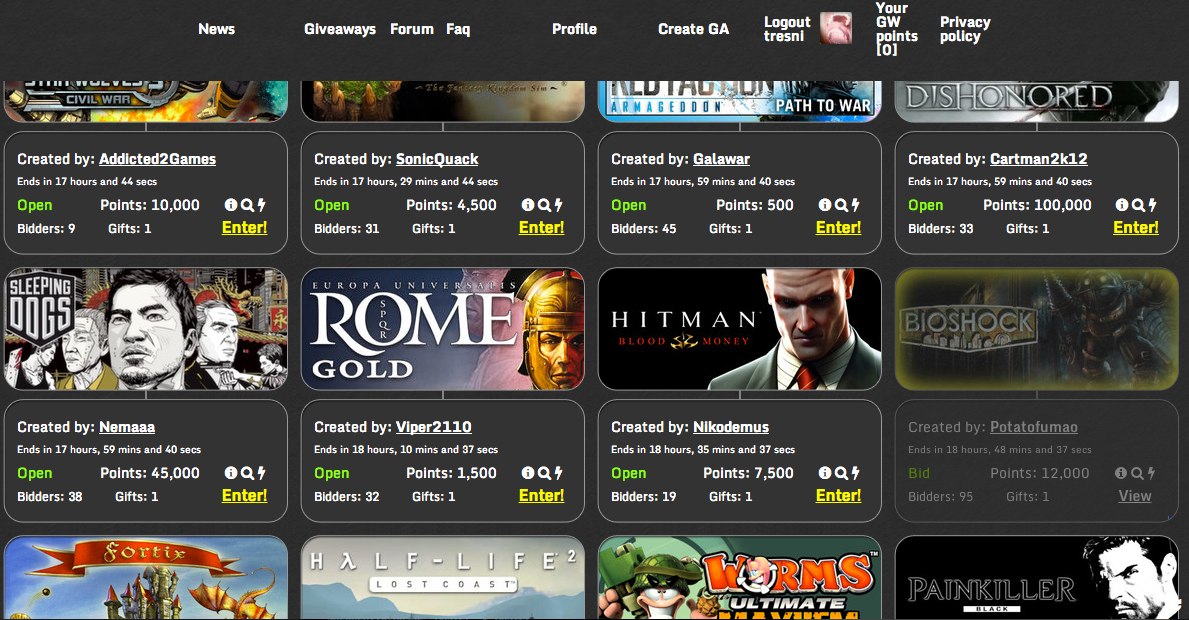 News Giveaways Forum Faq Profile Create GA Logout tresni Your GW points [0] Privacy policy
STAR WOLVES 3
CIVIL WAR
~ The Fantasy Kingdom Sim ~
RED FACTION
ARMAGEDDON PATH TO WAR
DISHONORED
Created by: Addicted2Games
Ends in 17 hours and 44 secs
Open Points: 10,000
Bidders: 9 Gifts: 1 Enter!
Created by: SonicQuack
Ends in 17 hours, 29 mins and 44 secs
Open Points: 4,500
Bidders: 31 Gifts: 1 Enter!
Created by: Galawar
Ends in 17 hours, 59 mins and 40 secs
Open Points: 500
Bidders: 45 Gifts: 1 Enter!
Created by: Cartman2k12
Ends in 17 hours, 59 mins and 40 secs
Open Points: 100,000
Bidders: 33 Gifts: 1 Enter!
SLEEPING
DOGS
EUROPA UNIVERSALIS
ROME
SPQR
GOLD
HITMAN
BLOOD MONEY
BIOSHOCK
Created by: Nemaaa
Ends in 17 hours, 59 mins and 40 secs
Open Points: 45,000
Bidders: 38 Gifts: 1 Enter!
Created by: Viper2110
Ends in 18 hours, 10 mins and 37 secs
Open Points: 1,500
Bidders: 32 Gifts: 1 Enter!
Created by: Nikodemus
Ends in 18 hours, 35 mins and 37 secs
Open Points: 7,500
Bidders: 19 Gifts: 1 Enter!
Created by: Potatofumao
Ends in 18 hours, 48 mins and 37 secs
Bid Points: 12,000
Bidders: 95 Gifts: 1 View
Fortix
HλLF-LIFE²
LOST COAST™
WORMS™
ULTIMATE
MAYHEM
PAINKILLER
BLACK